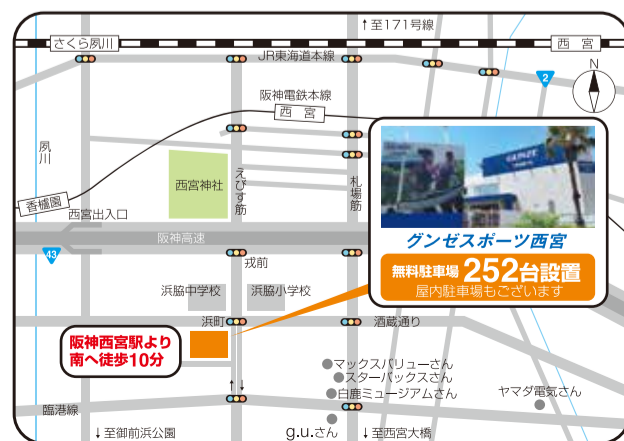 ↑至171号線
さくら夙川
西宮
JR東海道本線
2
N
阪神電鉄本線
西宮
夙川
西宮神社
えびす筋
札場筋
香櫨園
西宮出入口
阪神高速
43
グンゼスポーツ西宮
無料駐車場 252台設置
屋内駐車場もございます
戎前
浜脇中学校
浜脇小学校
浜町
酒蔵通り
阪神西宮駅より
南へ徒歩10分
マックスバリューさん
スターバックスさん
白鹿ミュージアムさん
ヤマダ電気さん
↑↓
臨港線
↓至御前浜公園
g.u.さん
↓至西宮大橋